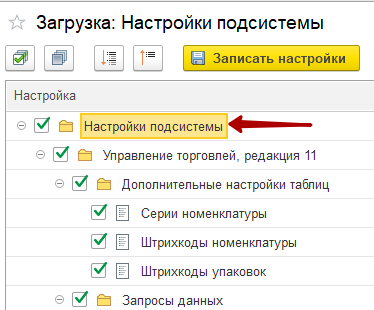 Загрузка: Настройки подсистемы
Записать настройки
Настройка
Настройки подсистемы
Управление торговлей, редакция 11
Дополнительные настройки таблиц
Серии номенклатуры
Штрихкоды номенклатуры
Штрихкоды упаковок
Запросы данных